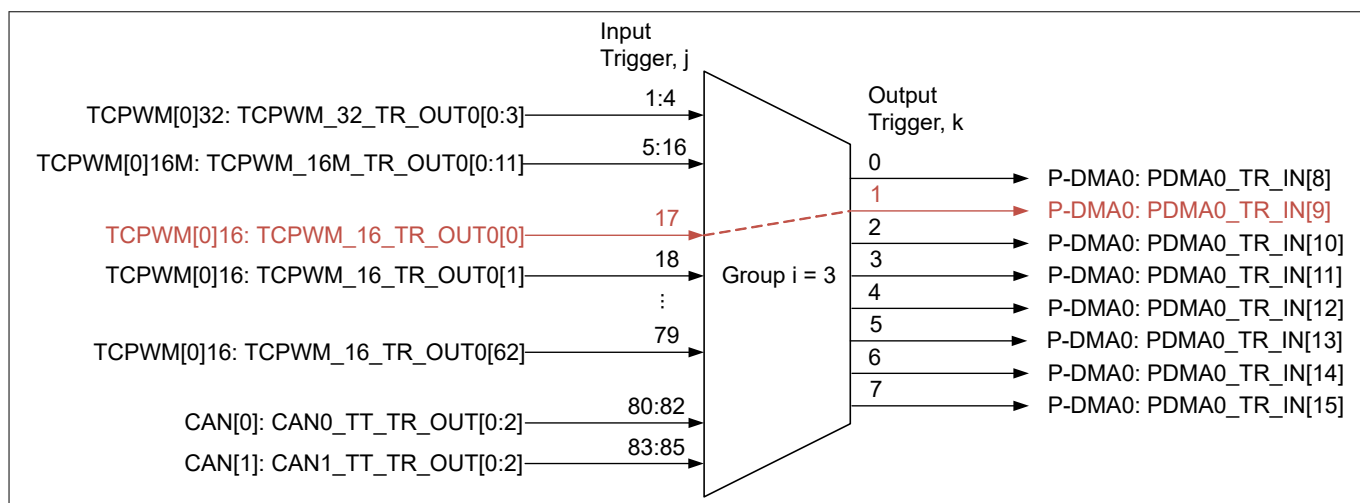 Input
Trigger, j
Output
Trigger, k
TCPWM[0]32: TCPWM_32_TR_OUT0[0:3]
1:4
TCPWM[0]16M: TCPWM_16M_TR_OUT0[0:11]
5:16
TCPWM[0]16: TCPWM_16_TR_OUT0[0]
17
TCPWM[0]16: TCPWM_16_TR_OUT0[1]
18
...
TCPWM[0]16: TCPWM_16_TR_OUT0[62]
79
CAN[0]: CAN0_TT_TR_OUT[0:2]
80:82
CAN[1]: CAN1_TT_TR_OUT[0:2]
83:85
Group i = 3
0
P-DMA0: PDMA0_TR_IN[8]
1
P-DMA0: PDMA0_TR_IN[9]
2
P-DMA0: PDMA0_TR_IN[10]
3
P-DMA0: PDMA0_TR_IN[11]
4
P-DMA0: PDMA0_TR_IN[12]
5
P-DMA0: PDMA0_TR_IN[13]
6
P-DMA0: PDMA0_TR_IN[14]
7
P-DMA0: PDMA0_TR_IN[15]